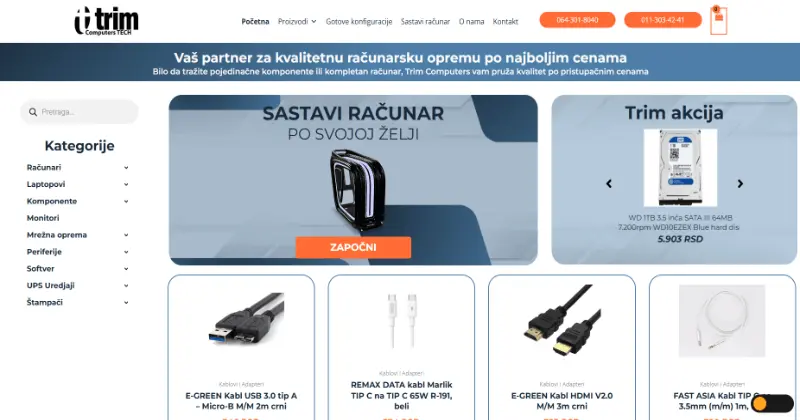 trim
Computers TECH
Početna Proizvodi Gotove konfiguracije Sastavi računar O nama Kontakt
064-301-8040
011-303-42-41
0
Vaš partner za kvalitetnu računarsku opremu po najboljim cenama
Bilo da tražite pojedinačne komponente ili kompletan računar, Trim Computers vam pruža kvalitet po pristupačnim cenama
Pretraga...
Kategorije
Računari
Laptopovi
Komponente
Monitori
Mrežna oprema
Periferije
Softver
UPS Uredjaji
Štampači
SASTAVI RAČUNAR
PO SVOJOJ ŽELJI
ZAPOČNI
Trim akcija
WD 1TB 3.5 inča SATA III 64MB
7.200rpm WD10EZEX Blue hard dis
5.903 RSD
Kablovi i Adapteri
E-GREEN Kabl USB 3.0 tip A
– Micro-B M/M 2m crni
Kablovi i Adapteri
REMAX DATA kabl Marlik
TIP C na TIP C 65W R-191,
beli
Kablovi i Adapteri
E-GREEN Kabl HDMI V2.0
M/M 3m crni
Kablovi i Adapteri
FAST ASIA Kabl TIP C
3.5mm (m/m) 1m,